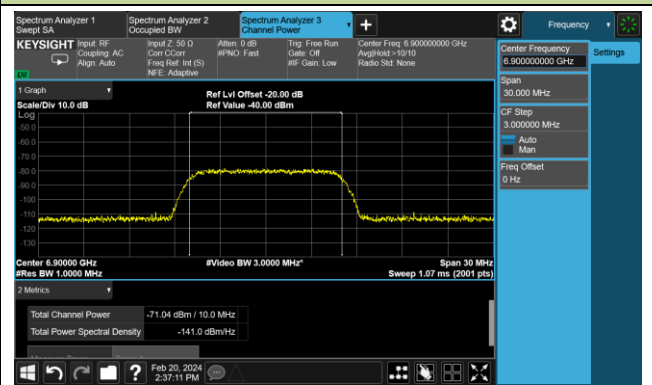 Spectrum Analyzer 1
Swept SA
Spectrum Analyzer 2
Occupied BW
Spectrum Analyzer 3
Channel Power
Frequency
KEYSIGHT
Input: RF
Coupling: AC
Align: Auto
Input Z: 50 Ω
Corr CCorr
Freq Ref: Int (S)
NFE: Adaptive
Atten: 0 dB
#PNO: Fast
Trig: Free Run
Gate: Off
#IF Gain: Low
Center Freq: 6.900000000 GHz
Avg|Hold:>10/10
Radio Std: None
Center Frequency
6.900000000 GHz
Settings
Span
30.000 MHz
CF Step
3.000000 MHz
Auto
Man
Freq Offset
0 Hz
1 Graph
Scale/Div 10.0 dB
Ref Lvl Offset -20.00 dB
Ref Value -40.00 dBm
Log
-50.0
-60.0
-70.0
-80.0
-90.0
-100
-110
-120
-130
Center 6.90000 GHz
#Res BW 1.0000 MHz
#Video BW 3.0000 MHz*
Span 30 MHz
Sweep 1.07 ms (2001 pts)
2 Metrics
Total Channel Power -71.04 dBm / 10.0 MHz
Total Power Spectral Density -141.0 dBm/Hz
?
Feb 20, 2024
2:37:11 PM